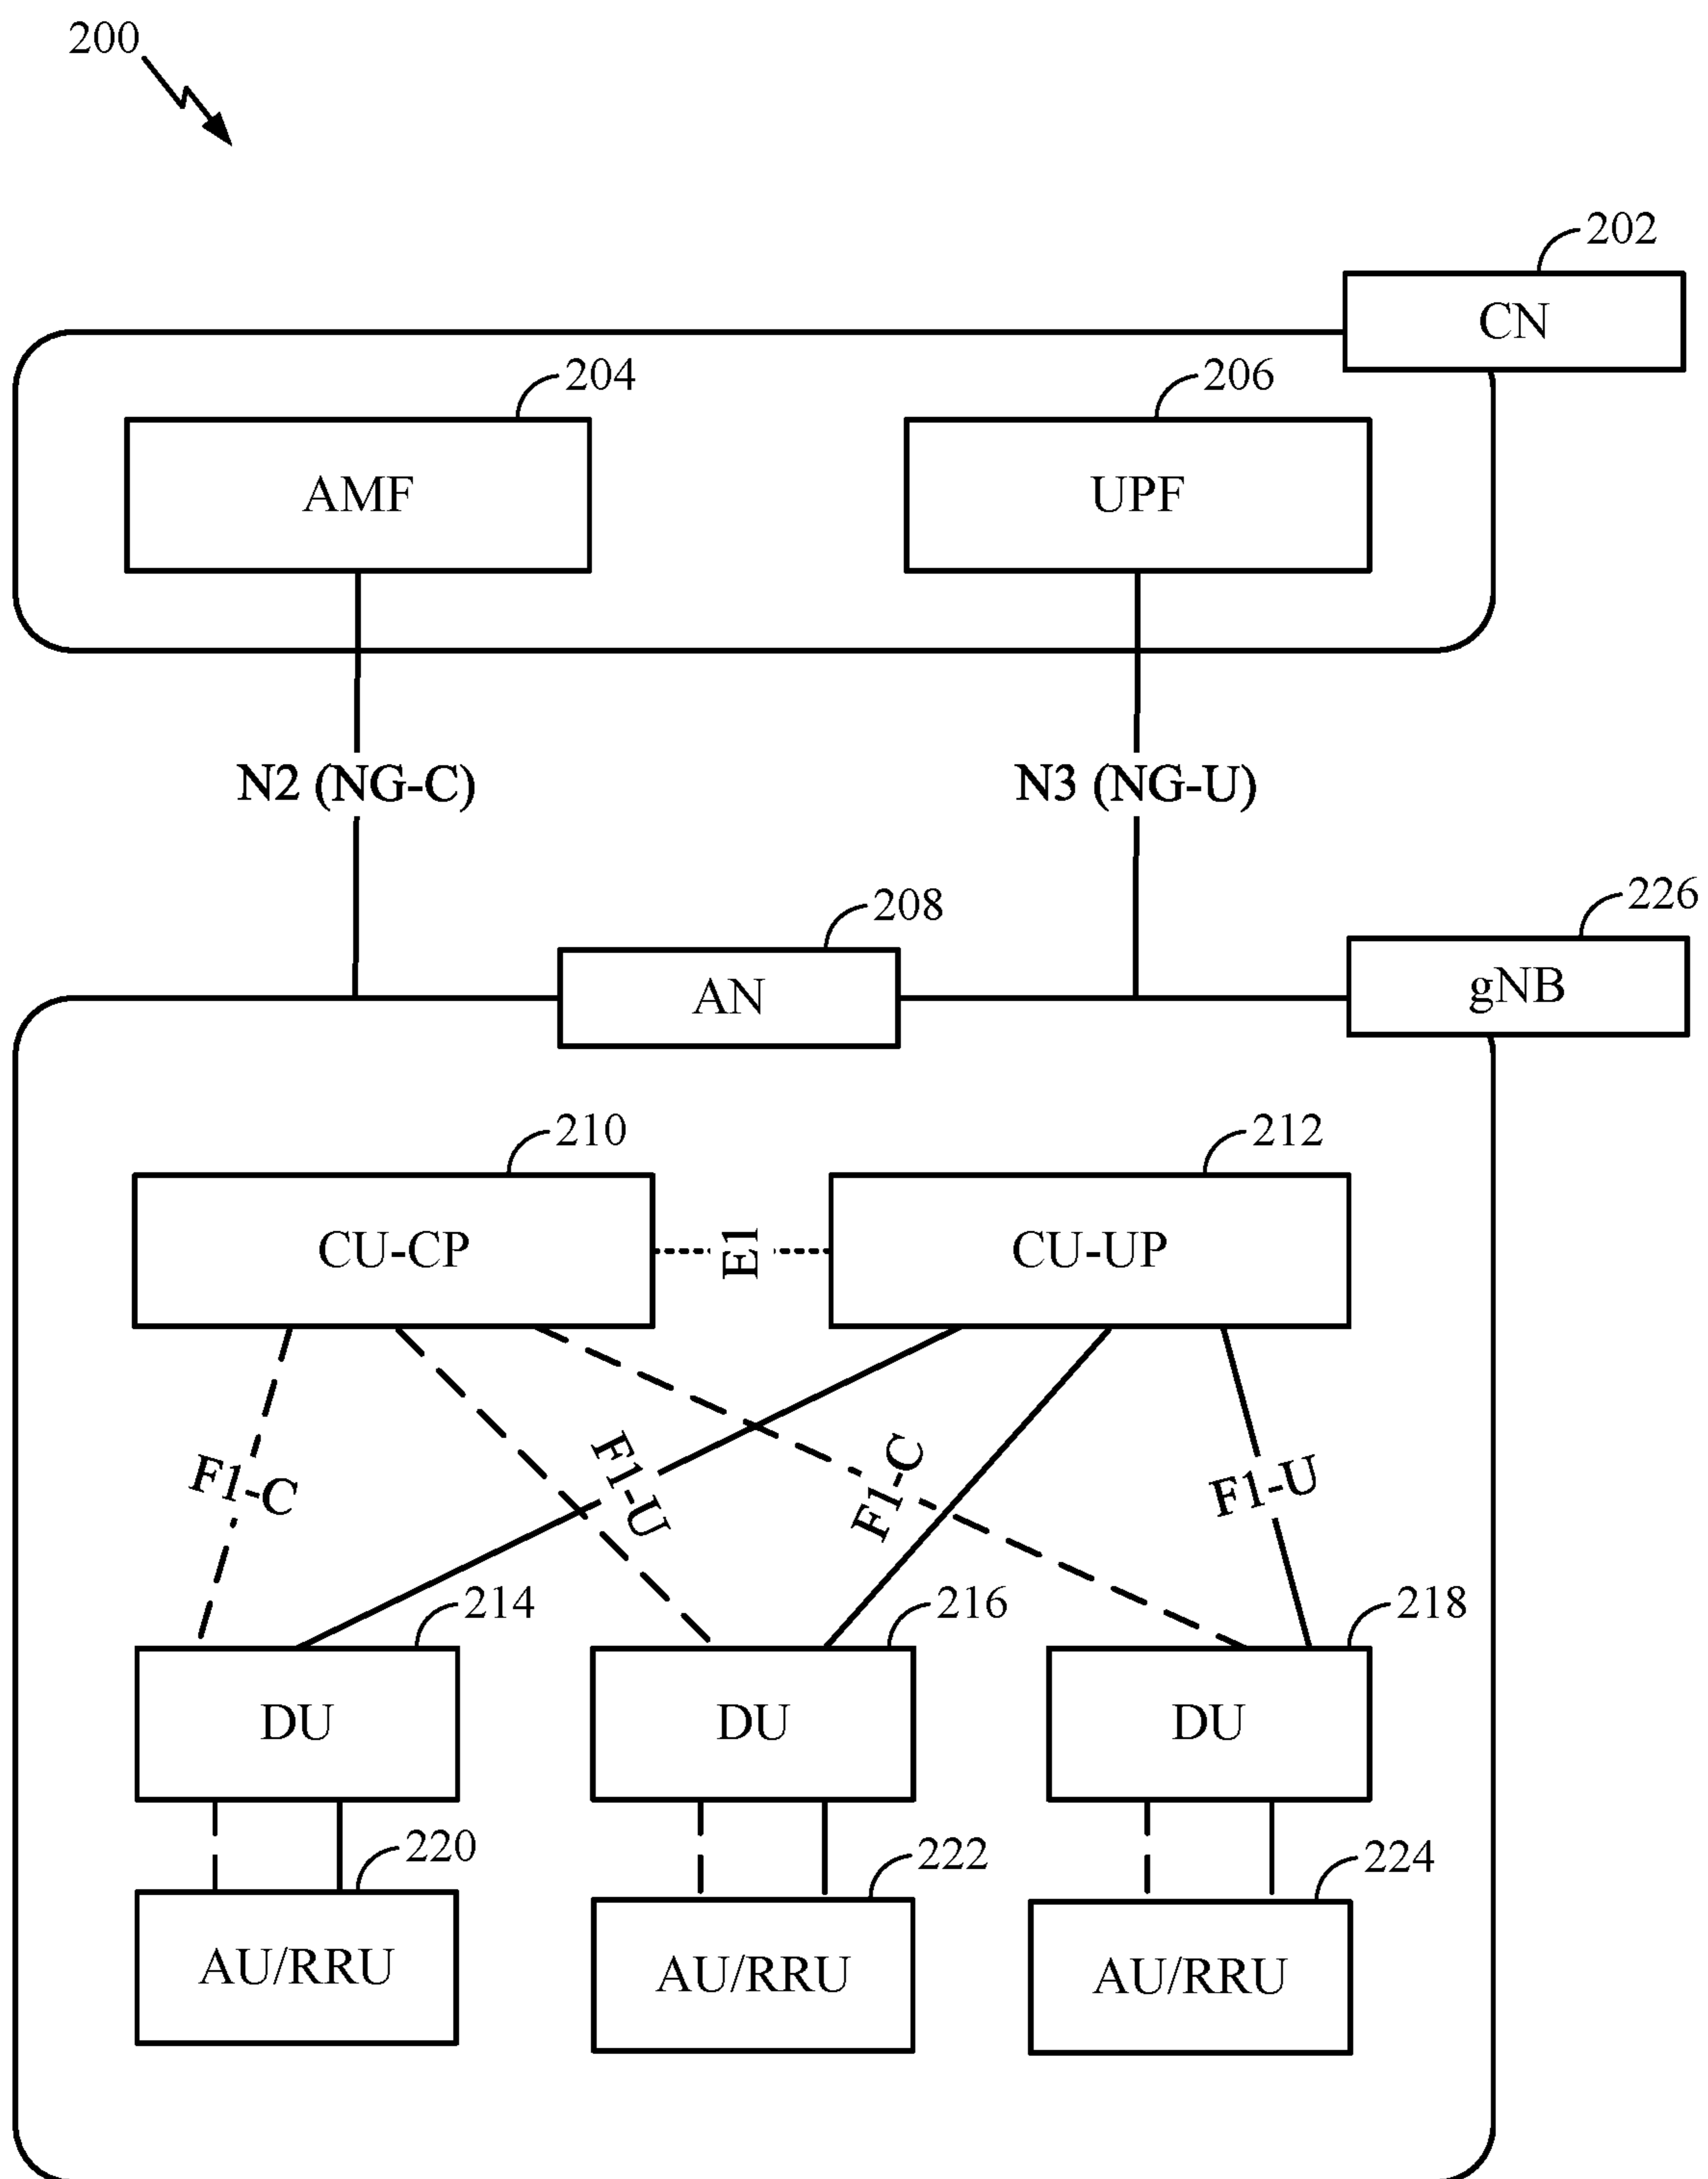 200
202
CN
204
206
AMF
UPF
N2 (NG-C)
N3 (NG-U)
208
226
AN
gNB
210
212
CU-CP
E1
CU-UP
F1-C
F1-U
F1-C
F1-U
214
216
218
DU
DU
DU
220
222
224
AU/RRU
AU/RRU
AU/RRU